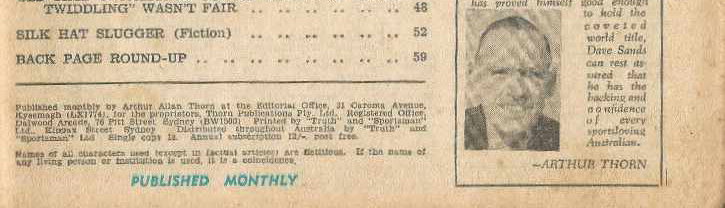 TWIDDLING" WASN'T FAIR .. .. .. .. .. .. .. 48
SILK HAT SLUGGER (Fiction) .. .. .. .. .. 52
BACK PAGE ROUND-UP .. .. .. .. .. .. .. 59
Published monthly by Arthur Allan Thorn at the Editorial Office, 31 Caroma Avenue,
Kyeemagh (LX1774), for the proprietors, Thorn Publications Pty. Ltd. Registered Office,
Dalwood Arcade, 76 Pitt Street Sydney (BW1500). Printed by "Truth" and "Sportsman"
Ltd., Kippax Street Sydney. Distributed throughout Australia by "Truth" and
"Sportsman" Ltd. Single copy 1s. Annual subscription 12/-, post free.
Names of all characters used (except in factual articles) are fictitious. If the name of
any living person or institution is used, it is a coincidence.
PUBLISHED MONTHLY
has proved himself good enough
to hold the
coveted
world title,
Dave Sands
can rest as-
sured that
he has the
backing and
confidence
of every
sportsloving
Australian.
—ARTHUR THORN